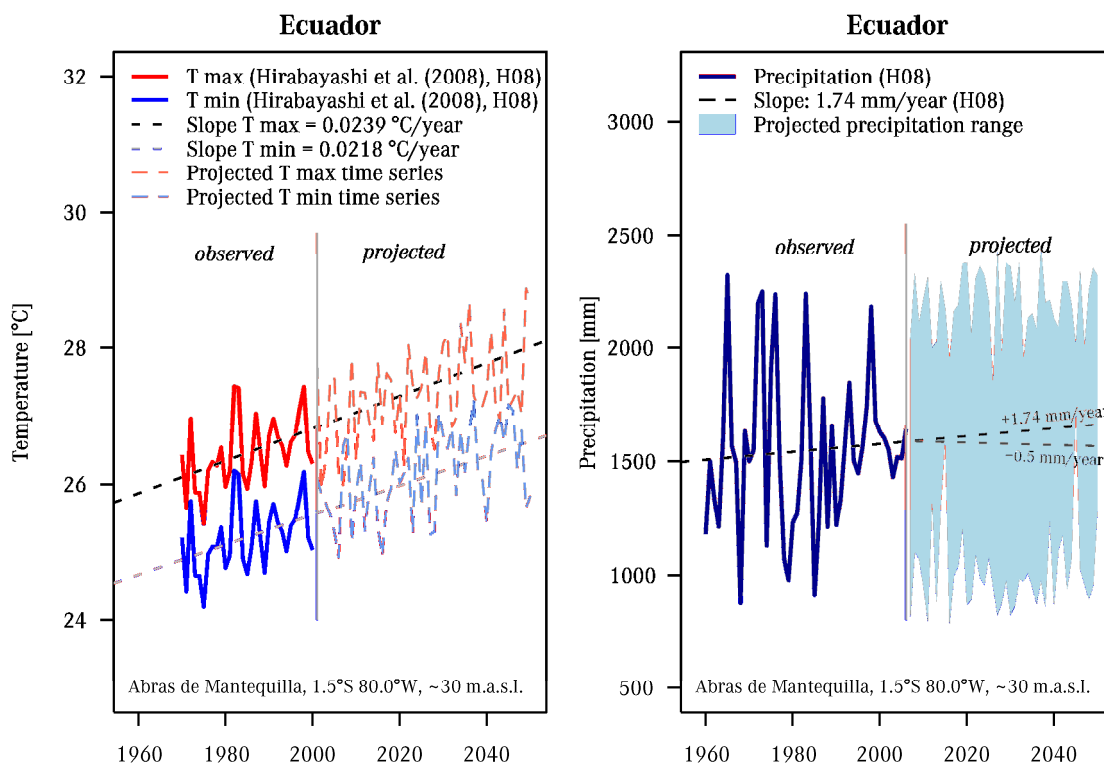 Ecuador
T max (Hirabayashi et al. (2008), H08)
T min (Hirabayashi et al. (2008), H08)
Slope T max = 0.0239 °C/year
Slope T min = 0.0218 °C/year
Projected T max time series
Projected T min time series
observed
projected
Temperature [°C]
32
30
28
26
24
Abras de Mantequilla, 1.5°S 80.0°W, ~30 m.a.s.l.
1960 1980 2000 2020 2040
Ecuador
Precipitation (H08)
Slope: 1.74 mm/year (H08)
Projected precipitation range
observed
projected
Precipitation [mm]
3000
2500
2000
1500
1000
500
+1.74 mm/year
−0.5 mm/year
Abras de Mantequilla, 1.5°S 80.0°W, ~30 m.a.s.l.
1960 1980 2000 2020 2040